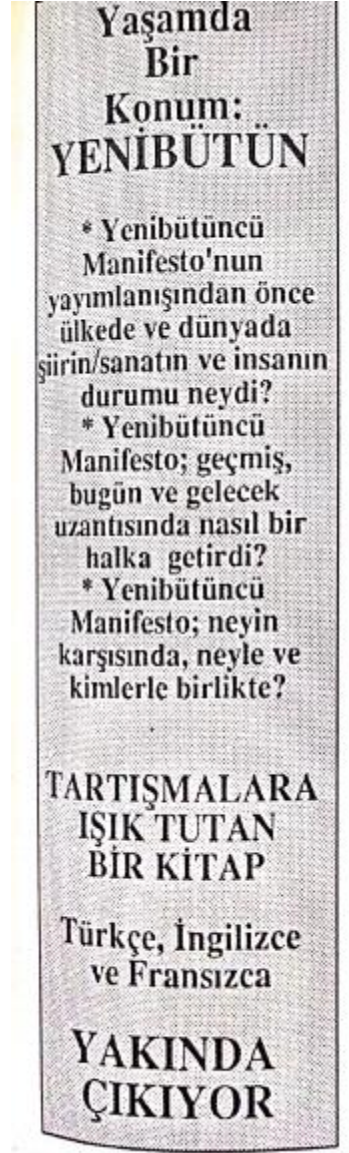 Yaşamda
Bir
Konum:
YENİBÜTÜN
* Yenibütüncü
Manifesto'nun
yayımlanışından önce
ülkede ve dünyada
şiirin/sanatın ve insanın
durumu neydi?
* Yenibütüncü
Manifesto; geçmiş,
bugün ve gelecek
uzantısında nasıl bir
halka getirdi?
* Yenibütüncü
Manifesto; neyin
karşısında, neyle ve
kimlerle birlikte?
TARTIŞMALARA
IŞIK TUTAN
BİR KİTAP
Türkçe, İngilizce
ve Fransızca
YAKINDA
ÇIKIYOR